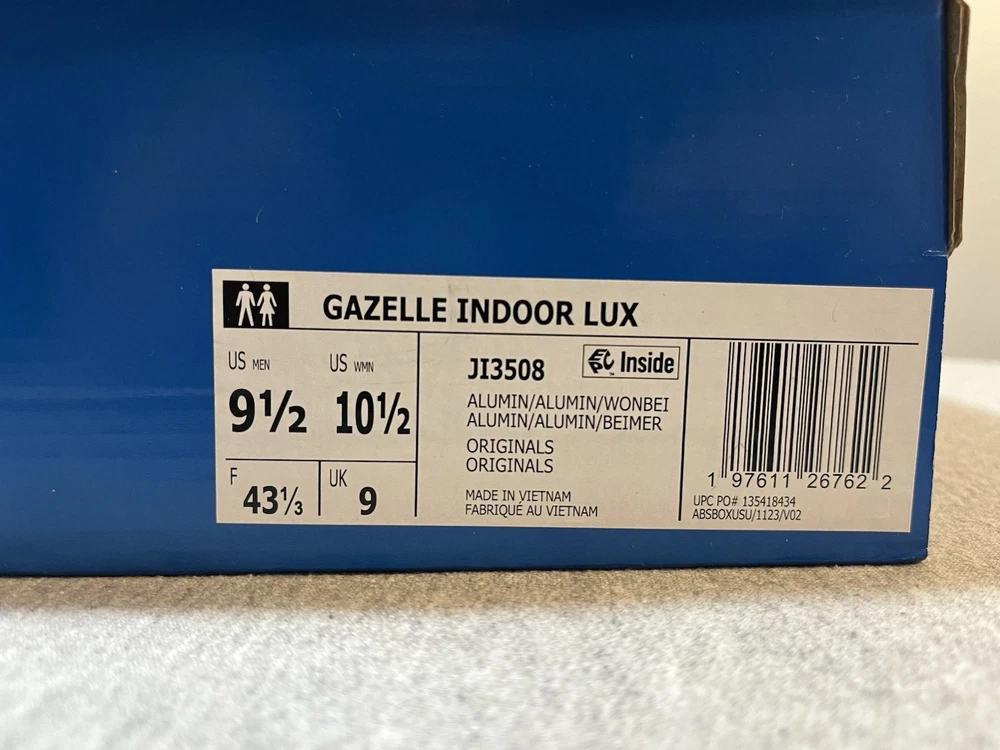 GAZELLE INDOOR LUX
US MEN US WMN
9½ 10½
F 43⅓ UK 9
JI3508 Inside
ALUMIN/ALUMIN/WONBEI
ALUMIN/ALUMIN/BEIMER
ORIGINALS
ORIGINALS
MADE IN VIETNAM
FABRIQUÉ AU VIETNAM
1 97611 26762 2
UPC PO# 135418434
ABSBOXUSU/1123/V02